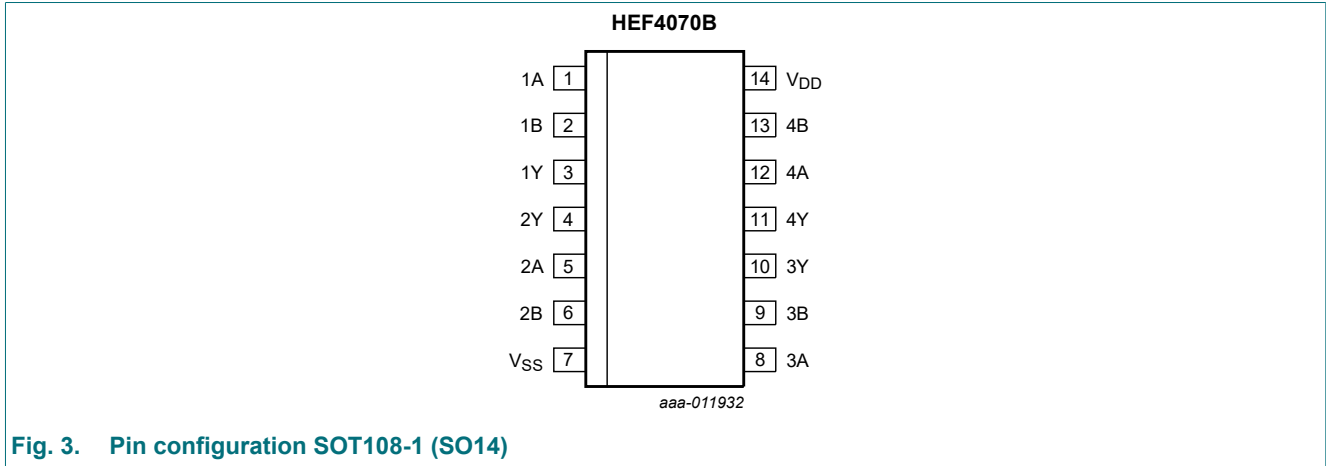 HEF4070B
1A 1 14 VDD
1B 2 13 4B
1Y 3 12 4A
2Y 4 11 4Y
2A 5 10 3Y
2B 6 9 3B
VSS 7 8 3A
aaa-011932
Fig. 3. Pin configuration SOT108-1 (SO14)